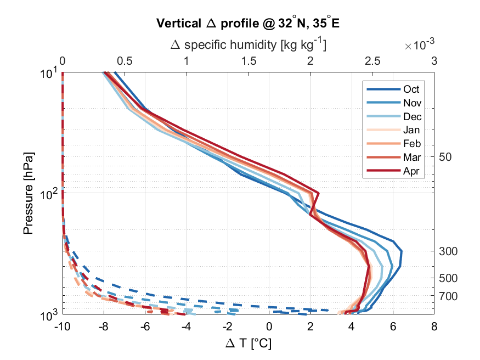 Vertical Δ profile @ 32°N, 35°E
Δ specific humidity [kg kg⁻¹]
×10⁻³
0 0.5 1 1.5 2 2.5 3
10¹
10²
10³
Pressure [hPa]
50
300
500
700
Oct
Nov
Dec
Jan
Feb
Mar
Apr
-10 -8 -6 -4 -2 0 2 4 6 8
Δ T [°C]